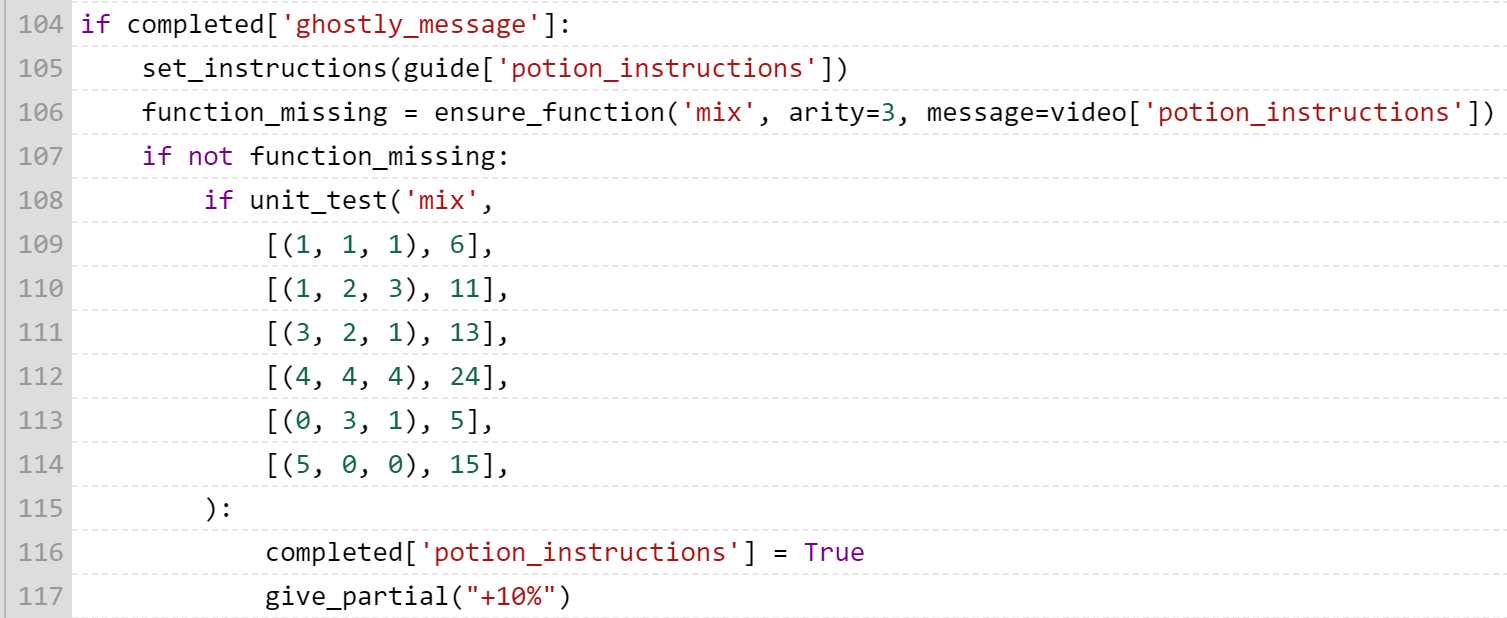 104 if completed['ghostly_message']:
105     set_instructions(guide['potion_instructions'])
106     function_missing = ensure_function('mix', arity=3, message=video['potion_instructions'])
107     if not function_missing:
108         if unit_test('mix',
109             [(1, 1, 1), 6],
110             [(1, 2, 3), 11],
111             [(3, 2, 1), 13],
112             [(4, 4, 4), 24],
113             [(0, 3, 1), 5],
114             [(5, 0, 0), 15],
115         ):
116             completed['potion_instructions'] = True
117             give_partial("+10%")